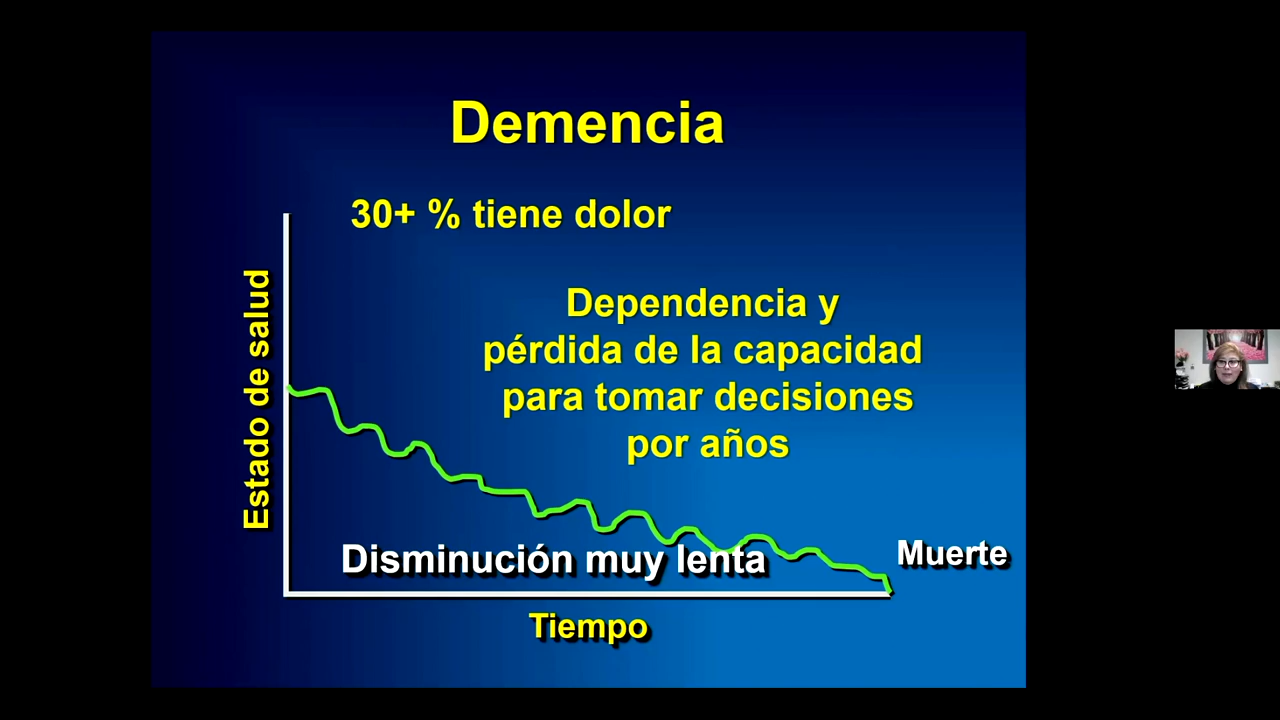 Demencia
30+ % tiene dolor
Estado de salud
Dependencia y
pérdida de la capacidad
para tomar decisiones
por años
Disminución muy lenta
Muerte
Tiempo